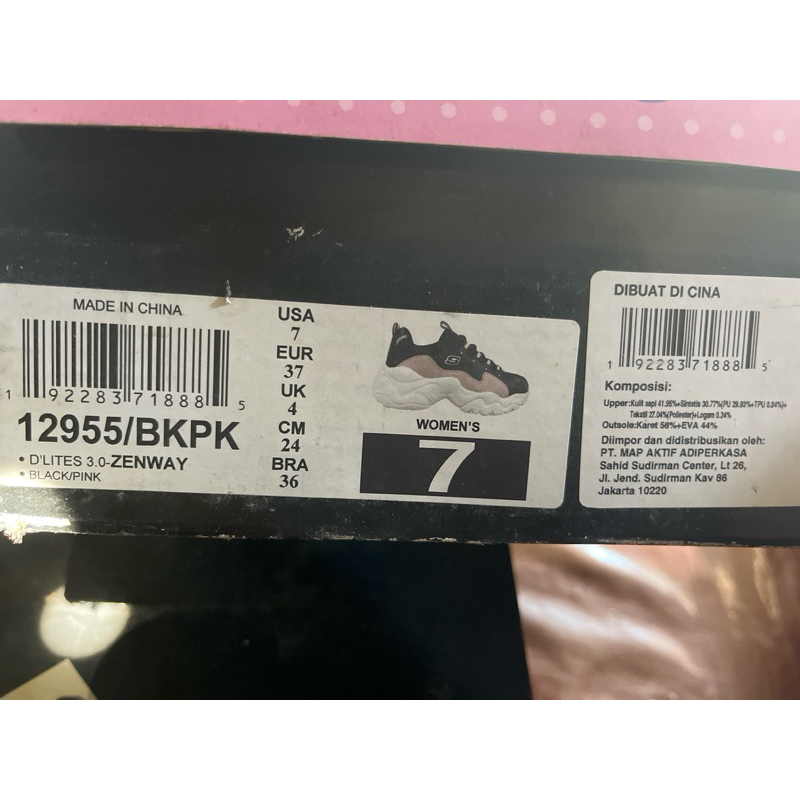 MADE IN CHINA
1 92283 71888 5
12955/BKPK
• D'LITES 3.0-ZENWAY
• BLACK/PINK
USA
7
EUR
37
UK
4
CM
24
BRA
36
S
WOMEN'S
7
DIBUAT DI CINA
1 92283 71888 5
Komposisi:
Upper:Kulit sapi 41.95%+Sintetis 30.77%(PU 29.93%+TPU 0.84%)+
Tekstil 27.04%(Poliester)+Logam 0.24%
Outsole:Karet 56%+EVA 44%
Diimpor dan didistribusikan oleh:
PT. MAP AKTIF ADIPERKASA
Sahid Sudirman Center, Lt 26,
Jl. Jend. Sudirman Kav 86
Jakarta 10220